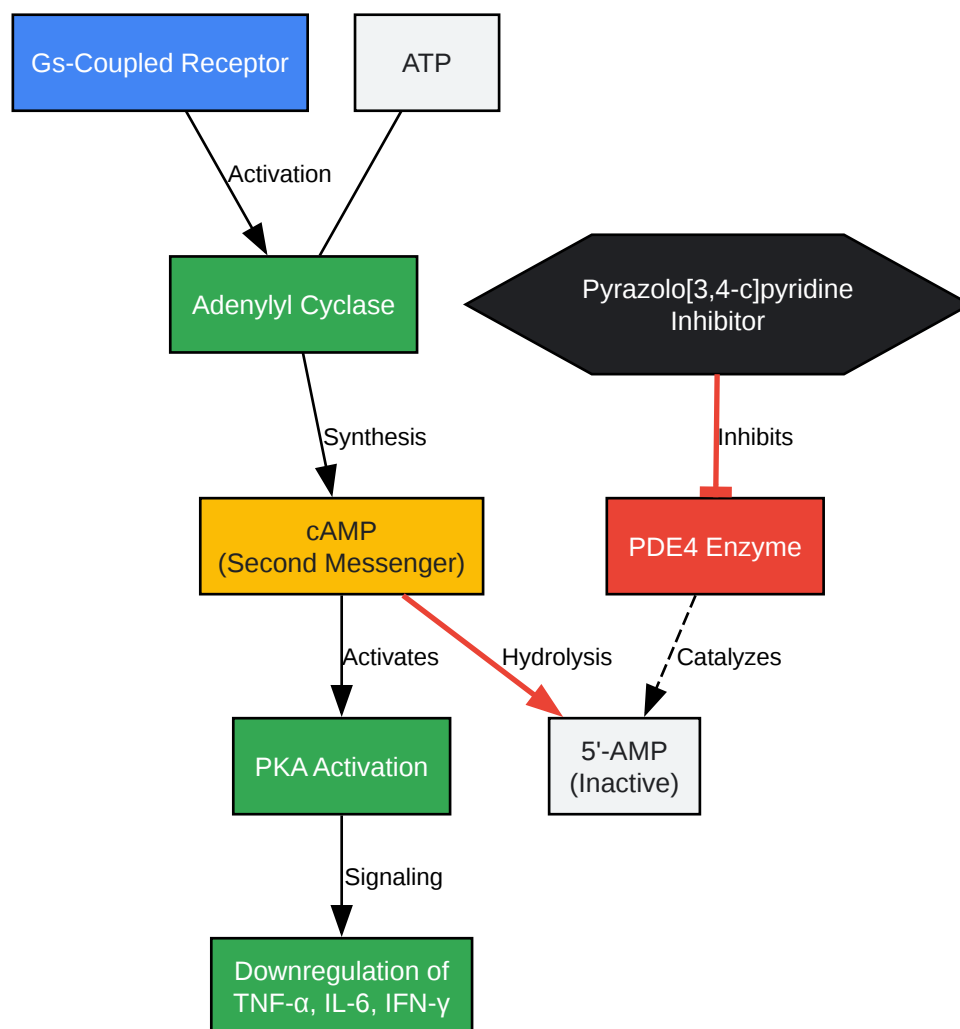 Gs-Coupled Receptor
ATP
Activation
Adenylyl Cyclase
Pyrazolo[3,4-c]pyridine
Inhibitor
Synthesis
Inhibits
cAMP
(Second Messenger)
PDE4 Enzyme
Activates
Hydrolysis
Catalyzes
PKA Activation
5'-AMP
(Inactive)
Signaling
Downregulation of
TNF-α, IL-6, IFN-γ